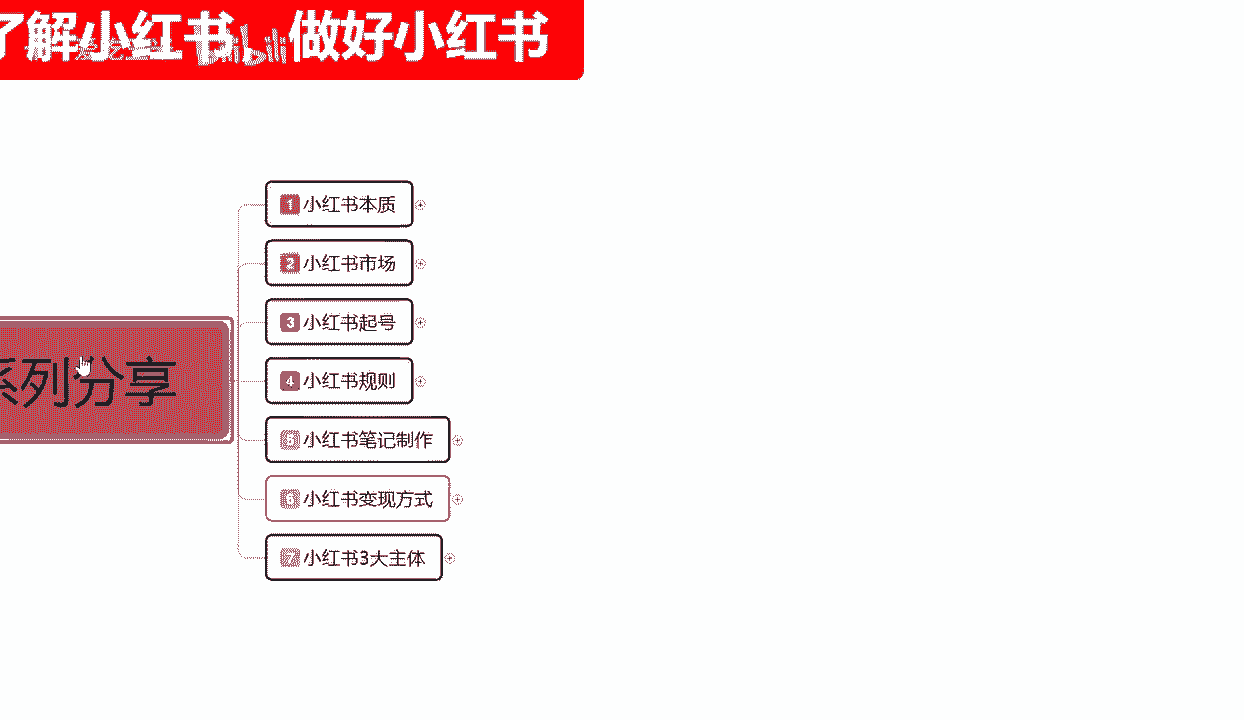 了解小红书，做好小红书
bilibili
1 小红书本质
2 小红书市场
3 小红书起号
4 小红书规则
系列分享
5 小红书笔记制作
6 小红书变现方式
7 小红书3大主体